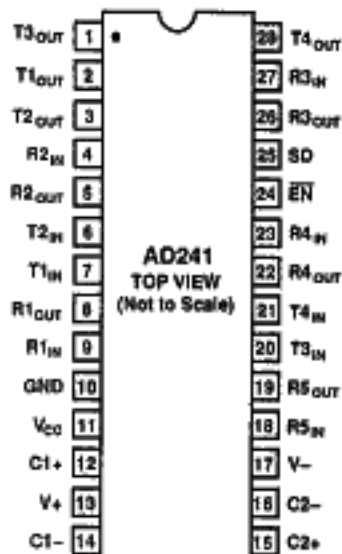 T3OUT 1 28 T4OUT
T1OUT 2 27 R3IN
T2OUT 3 26 R3OUT
R2IN 4 25 SD
R2OUT 5 24 EN
T2IN 6 23 R4IN
T1IN 7 22 R4OUT
R1OUT 8 21 T4IN
R1IN 9 20 T3IN
GND 10 19 R5OUT
VCC 11 18 R5IN
C1+ 12 17 V−
V+ 13 16 C2−
C1− 14 15 C2+
AD241
TOP VIEW
(Not to Scale)